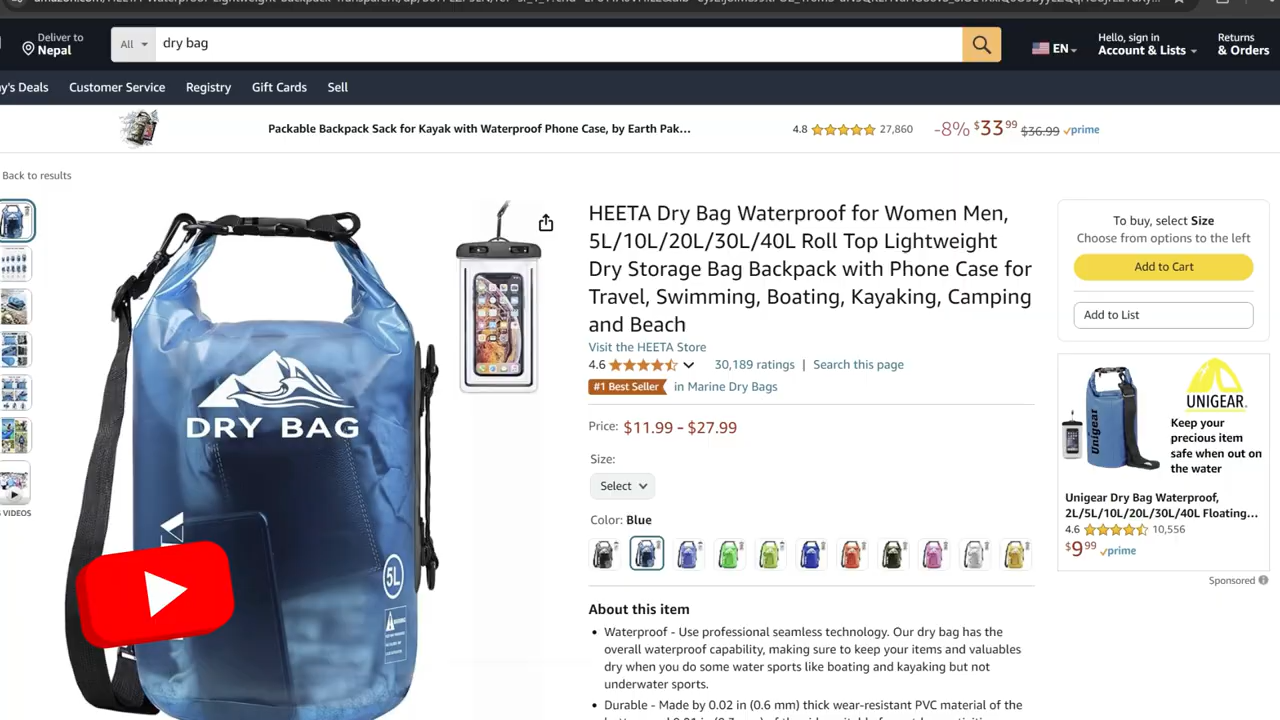 Deliver to
Nepal
All
dry bag
EN
Hello, sign in
Account & Lists
Returns
& Orders
y's Deals
Customer Service
Registry
Gift Cards
Sell
Packable Backpack Sack for Kayak with Waterproof Phone Case, by Earth Pak...
4.8
27,860
-8% $33 99 $36.99 prime
Back to results
VIDEOS
DRY BAG
5L
HEETA Dry Bag Waterproof for Women Men,
5L/10L/20L/30L/40L Roll Top Lightweight
Dry Storage Bag Backpack with Phone Case for
Travel, Swimming, Boating, Kayaking, Camping
and Beach
Visit the HEETA Store
4.6
30,189 ratings | Search this page
#1 Best Seller in Marine Dry Bags
Price: $11.99 - $27.99
Size:
Select
Color: Blue
About this item
• Waterproof - Use professional seamless technology. Our dry bag has the
overall waterproof capability, making sure to keep your items and valuables
dry when you do some water sports like boating and kayaking but not
underwater sports.
• Durable - Made by 0.02 in (0.6 mm) thick wear-resistant PVC material of the
To buy, select Size
Choose from options to the left
Add to Cart
Add to List
Unigear
UNIGEAR
Keep your
precious item
safe when out on
the water
Unigear Dry Bag Waterproof,
2L/5L/10L/20L/30L/40L Floating...
4.6
10,556
$9 99 prime
Sponsored